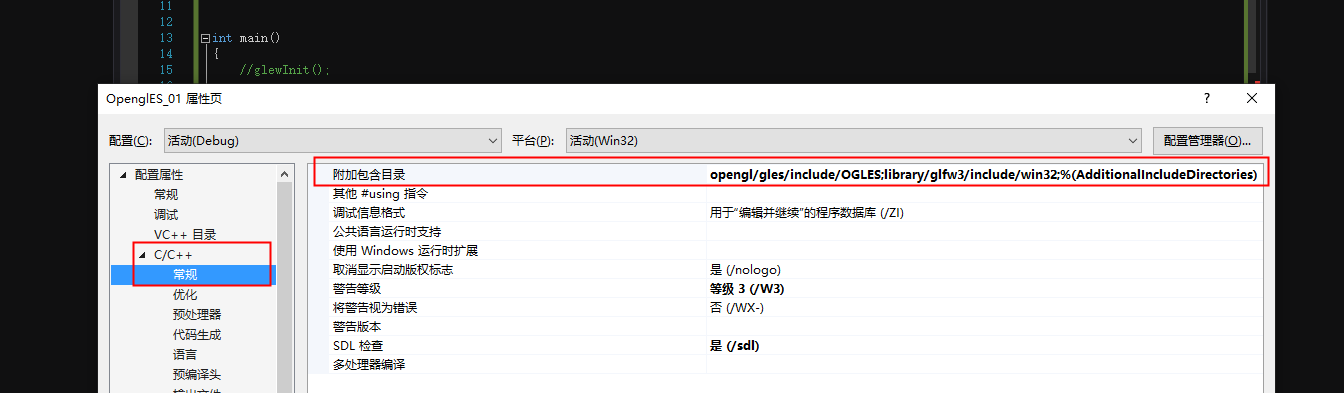 11
12
13 int main()
14 {
15 //glewInit();
OpenglES_01 属性页 ?
配置(C): 活动(Debug) 平台(P): 活动(Win32) 配置管理器(O)...
配置属性
常规
调试
VC++ 目录
C/C++
常规
优化
预处理器
代码生成
语言
预编译头
附加包含目录 opengl/gles/include/OGLES;library/glfw3/include/win32;%(AdditionalIncludeDirectories)
其他 #using 指令
调试信息格式 用于“编辑并继续”的程序数据库 (/ZI)
公共语言运行时支持
使用 Windows 运行时扩展
取消显示启动版权标志 是 (/nologo)
警告等级 等级 3 (/W3)
将警告视为错误 否 (/WX-)
警告版本
SDL 检查 是 (/sdl)
多处理器编译